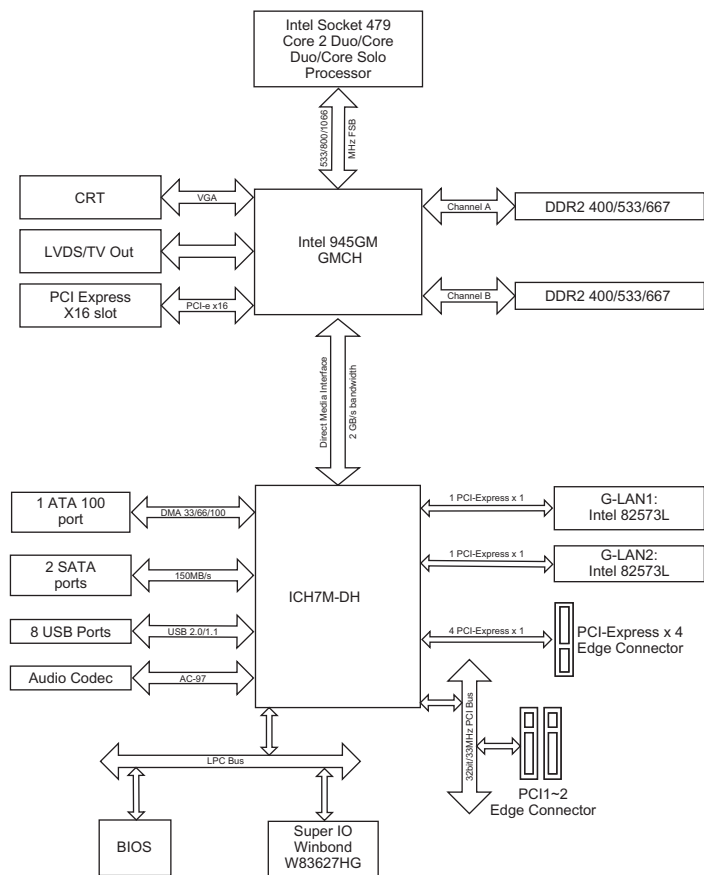 Intel Socket 479
Core 2 Duo/Core
Duo/Core Solo
Processor
533/800/1066
MHz FSB
CRT
VGA
LVDS/TV Out
PCI Express
X16 slot
PCI-e x16
Intel 945GM
GMCH
Channel A
DDR2 400/533/667
Channel B
DDR2 400/533/667
Direct Media Interface
2 GB/s bandwidth
1 ATA 100
port
DMA 33/66/100
2 SATA
ports
150MB/s
8 USB Ports
USB 2.0/1.1
Audio Codec
AC-97
ICH7M-DH
1 PCI-Express x 1
G-LAN1:
Intel 82573L
1 PCI-Express x 1
G-LAN2:
Intel 82573L
4 PCI-Express x 1
PCI-Express x 4
Edge Connector
32bit/33MHz PCI Bus
PCI1~2
Edge Connector
LPC Bus
BIOS
Super IO
Winbond
W83627HG